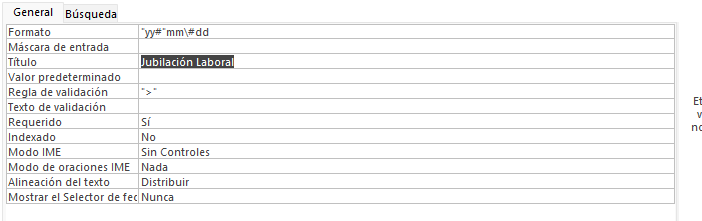 General Búsqueda
Formato "yy#"mm\#dd
Máscara de entrada
Título Jubilación Laboral
Valor predeterminado
Regla de validación ">"
Texto de validación
Requerido Sí
Indexado No
Modo IME Sin Controles
Modo de oraciones IME Nada
Alineación del texto Distribuir
Mostrar el Selector de fec Nunca
Et
v
no